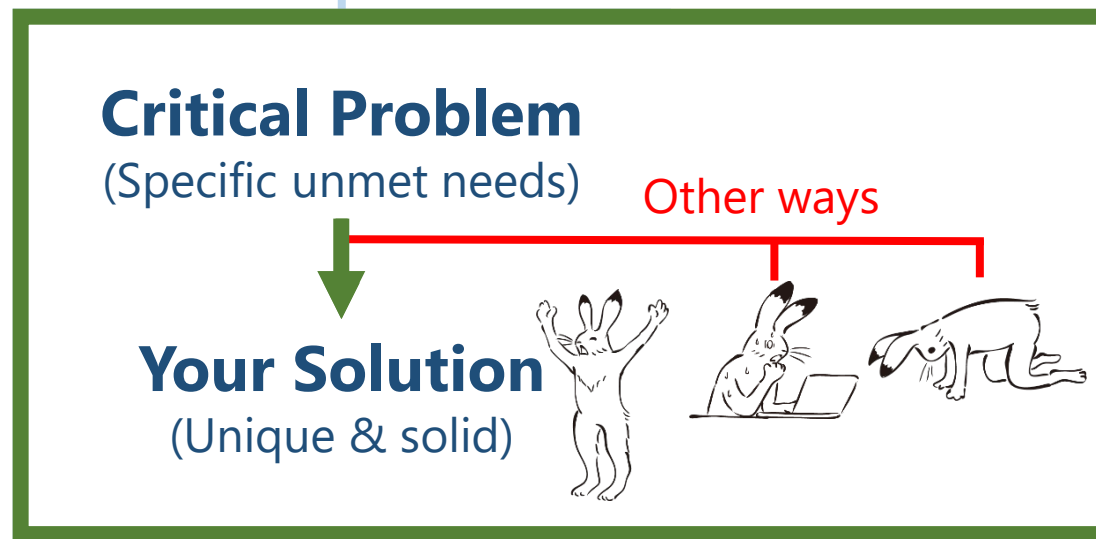 Critical Problem
(Specific unmet needs)
Other ways
Your Solution
(Unique & solid)